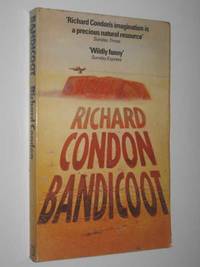 'Richard Condon's imagination is
a precious natural resource'
Sunday Times
'Wildly funny'
Sunday Express
RICHARD
CONDON
BANDICOOT
BANDICOOT Richard Condon